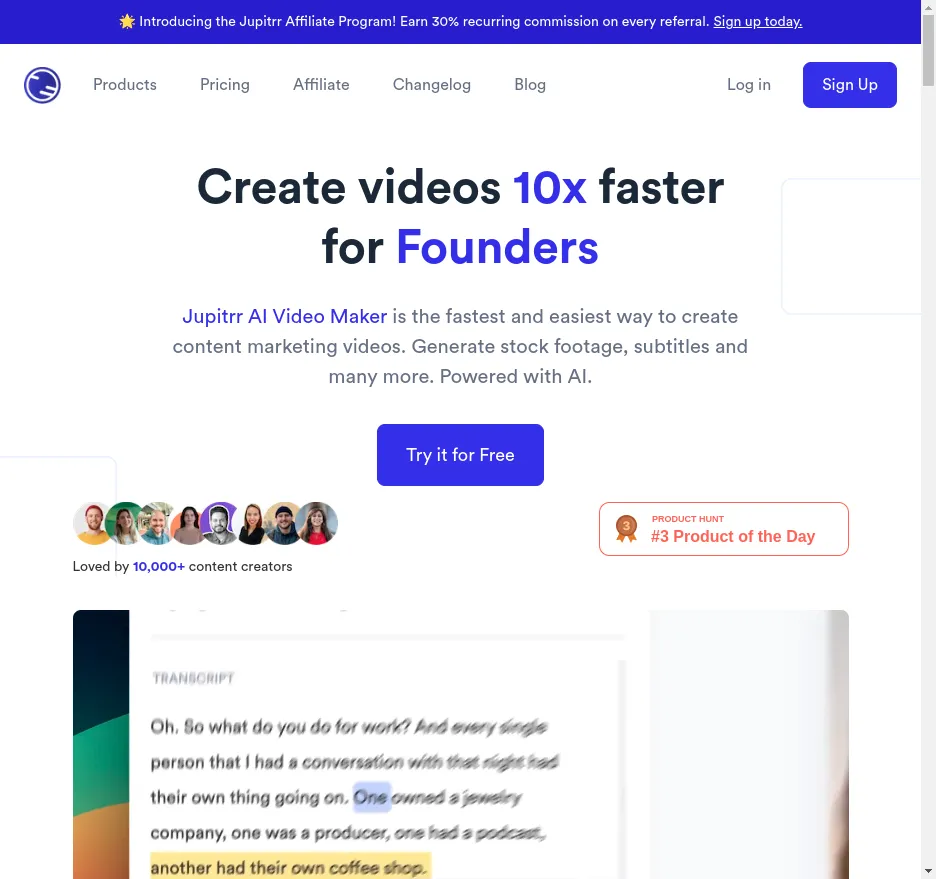 🌟 Introducing the Jupitrr Affiliate Program! Earn 30% recurring commission on every referral. Sign up today.
Products Pricing Affiliate Changelog Blog Log in Sign Up
Create videos 10x faster
for Founders
Jupitrr AI Video Maker is the fastest and easiest way to create
content marketing videos. Generate stock footage, subtitles and
many more. Powered with AI.
Try it for Free
Loved by 10,000+ content creators
3
PRODUCT HUNT
#3 Product of the Day
TRANSCRIPT
Oh. So what do you do for work? And every single
person that I had a conversation with that night had
their own thing going on. One owned a jewelry
company, one was a producer, one had a podcast,
another had their own coffee shop.